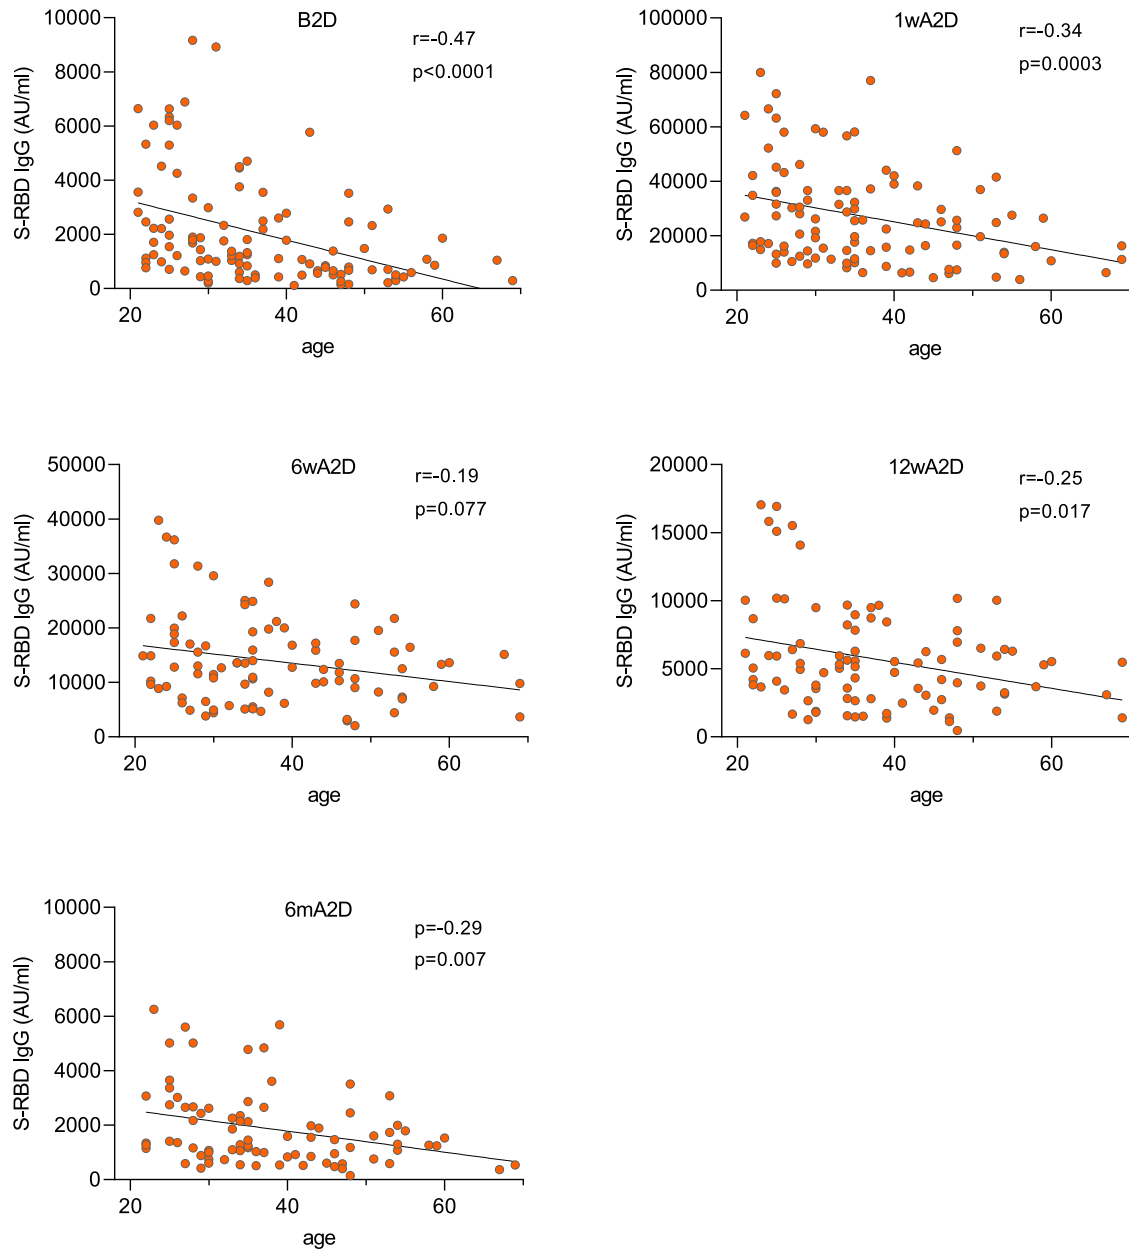 B2D
r=-0.47
p<0.0001
10000
8000
6000
4000
2000
0
S-RBD IgG (AU/ml)
20
40
60
age
1wA2D
r=-0.34
p=0.0003
100000
80000
60000
40000
20000
0
S-RBD IgG (AU/ml)
20
40
60
age
6wA2D
r=-0.19
p=0.077
50000
40000
30000
20000
10000
0
S-RBD IgG (AU/ml)
20
40
60
age
12wA2D
r=-0.25
p=0.017
20000
15000
10000
5000
0
S-RBD IgG (AU/ml)
20
40
60
age
6mA2D
p=-0.29
p=0.007
10000
8000
6000
4000
2000
0
S-RBD IgG (AU/ml)
20
40
60
age